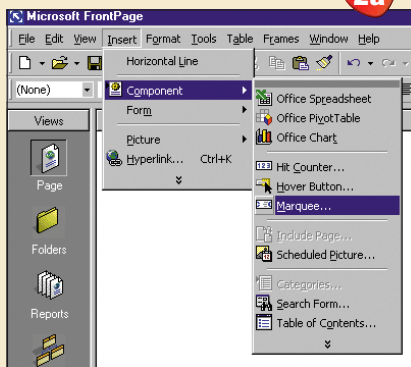 2a
Microsoft FrontPage
File Edit View Insert Format Tools Table Frames Window Help
(None)
Horizontal Line
Component
Form
Picture
Hyperlink... Ctrl+K
Office Spreadsheet
Office PivotTable
Office Chart
Hit Counter...
Hover Button...
Marquee...
Include Page...
Scheduled Picture...
Categories...
Search Form...
Table of Contents...
Views
Page
Folders
Reports